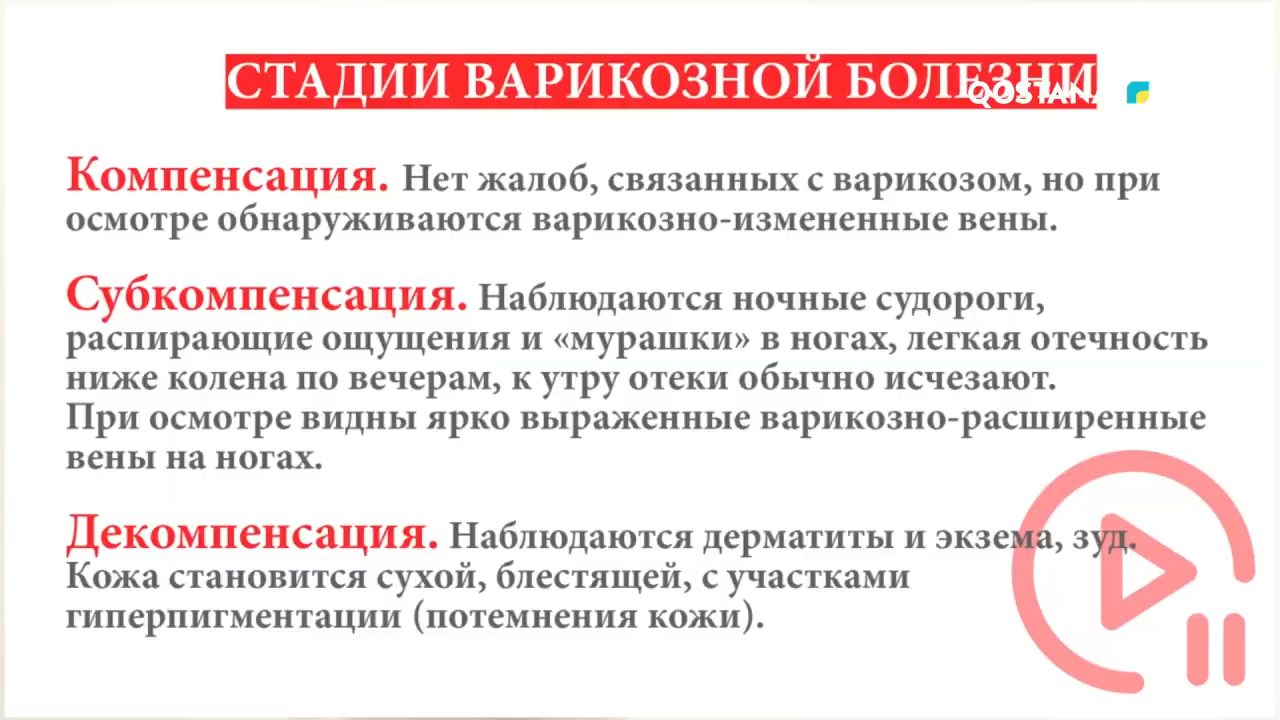 СТАДИИ ВАРИКОЗНОЙ БОЛЕЗНИ
QOSTANA
Компенсация. Нет жалоб, связанных с варикозом, но при
осмотре обнаруживаются варикозно-измененные вены.
Субкомпенсация. Наблюдаются ночные судороги,
распирающие ощущения и «мурашки» в ногах, легкая отечность
ниже колена по вечерам, к утру отеки обычно исчезают.
При осмотре видны ярко выраженные варикозно-расширенные
вены на ногах.
Декомпенсация. Наблюдаются дерматиты и экзема, зуд.
Кожа становится сухой, блестящей, с участками
гиперпигментации (потемнения кожи).